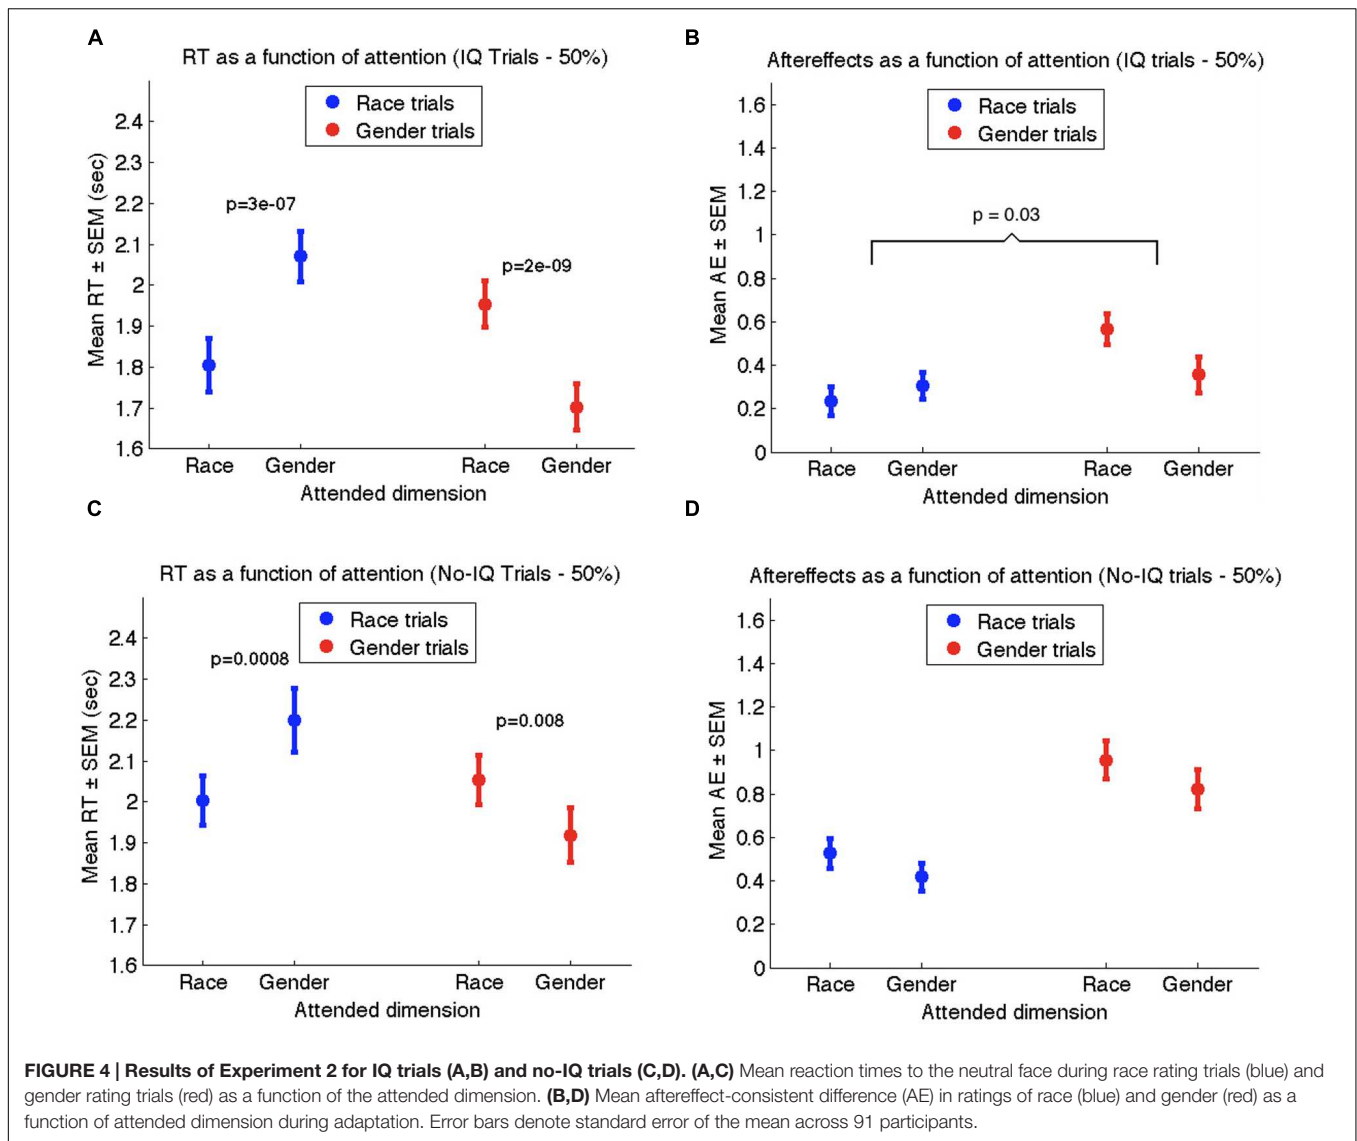 A
RT as a function of attention (IQ Trials - 50%)
Race trials
Gender trials
Mean RT ± SEM (sec)
2.4
2.3
2.2
2.1
2
1.9
1.8
1.7
1.6
p=3e-07
p=2e-09
Race Gender Race Gender
Attended dimension
B
Aftereffects as a function of attention (IQ trials - 50%)
Race trials
Gender trials
Mean AE ± SEM
1.6
1.4
1.2
1
0.8
0.6
0.4
0.2
0
p = 0.03
Race Gender Race Gender
Attended dimension
C
RT as a function of attention (No-IQ Trials - 50%)
Race trials
Gender trials
Mean RT ± SEM (sec)
2.4
2.3
2.2
2.1
2
1.9
1.8
1.7
1.6
p=0.0008
p=0.008
Race Gender Race Gender
Attended dimension
D
Aftereffects as a function of attention (No-IQ trials - 50%)
Race trials
Gender trials
Mean AE ± SEM
1.6
1.4
1.2
1
0.8
0.6
0.4
0.2
0
Race Gender Race Gender
Attended dimension
FIGURE 4 | Results of Experiment 2 for IQ trials (A,B) and no-IQ trials (C,D). (A,C) Mean reaction times to the neutral face during race rating trials (blue) and
gender rating trials (red) as a function of the attended dimension. (B,D) Mean aftereffect-consistent difference (AE) in ratings of race (blue) and gender (red) as a
function of attended dimension during adaptation. Error bars denote standard error of the mean across 91 participants.